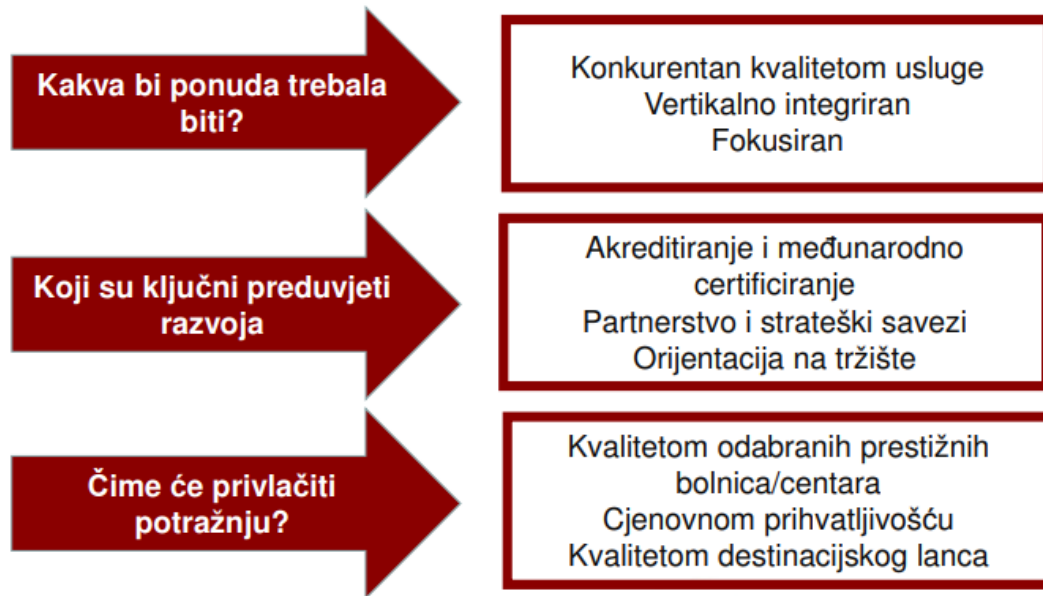 Kakva bi ponuda trebala
biti?
Konkurentan kvalitetom usluge
Vertikalno integriran
Fokusiran
Koji su ključni preduvjeti
razvoja
Akreditiranje i međunarodno
certificiranje
Partnerstvo i strateški savezi
Orijentacija na tržište
Čime će privlačiti
potražnju?
Kvalitetom odabranih prestižnih
bolnica/centara
Cjenovnom prihvatljivošću
Kvalitetom destinacijskog lanca